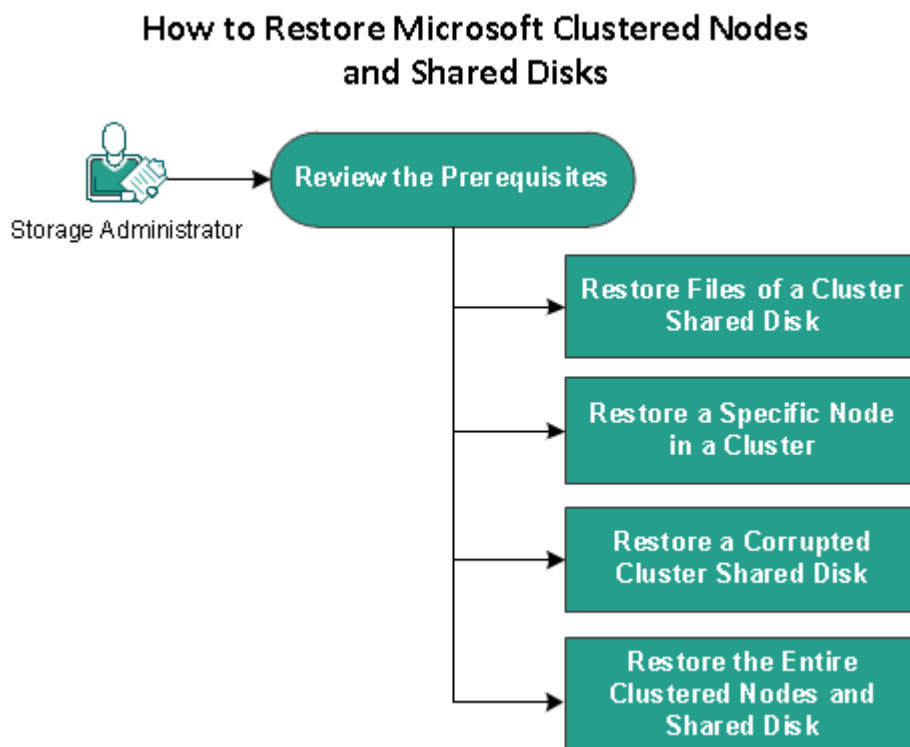 How to Restore Microsoft Clustered Nodes
and Shared Disks
Review the Prerequisites
Storage Administrator
Restore Files of a Cluster
Shared Disk
Restore a Specific Node
in a Cluster
Restore a Corrupted
Cluster Shared Disk
Restore the Entire
Clustered Nodes and
Shared Disk